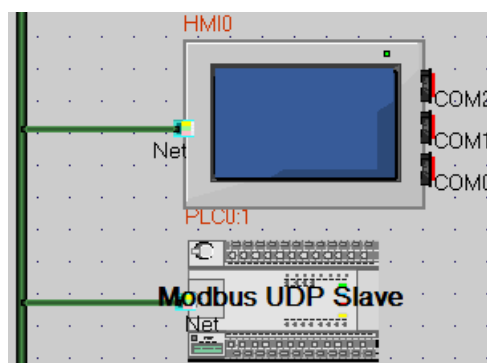 HMI0
COM2
COM1
Net
COM0
PLC0:1
Modbus UDP Slave
Net